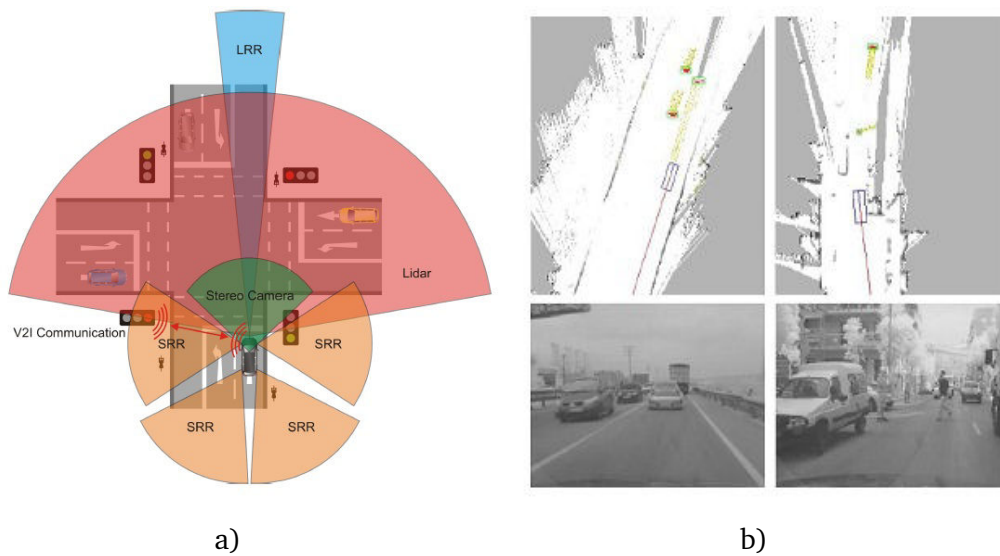 LRR
Lidar
Stereo Camera
V2I Communication
SRR
SRR
SRR
SRR
a)
b)